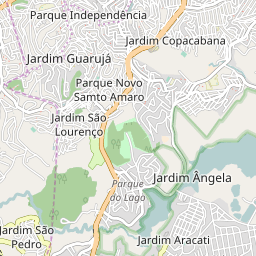 Parque Independência
Jardim Copacabana
Jardim Guarujá
Parque Novo
Santo Amaro
Jardim São
Lourenço
Parque
do Lago
Jardim Ângela
Jardim São
Pedro
Jardim Aracati